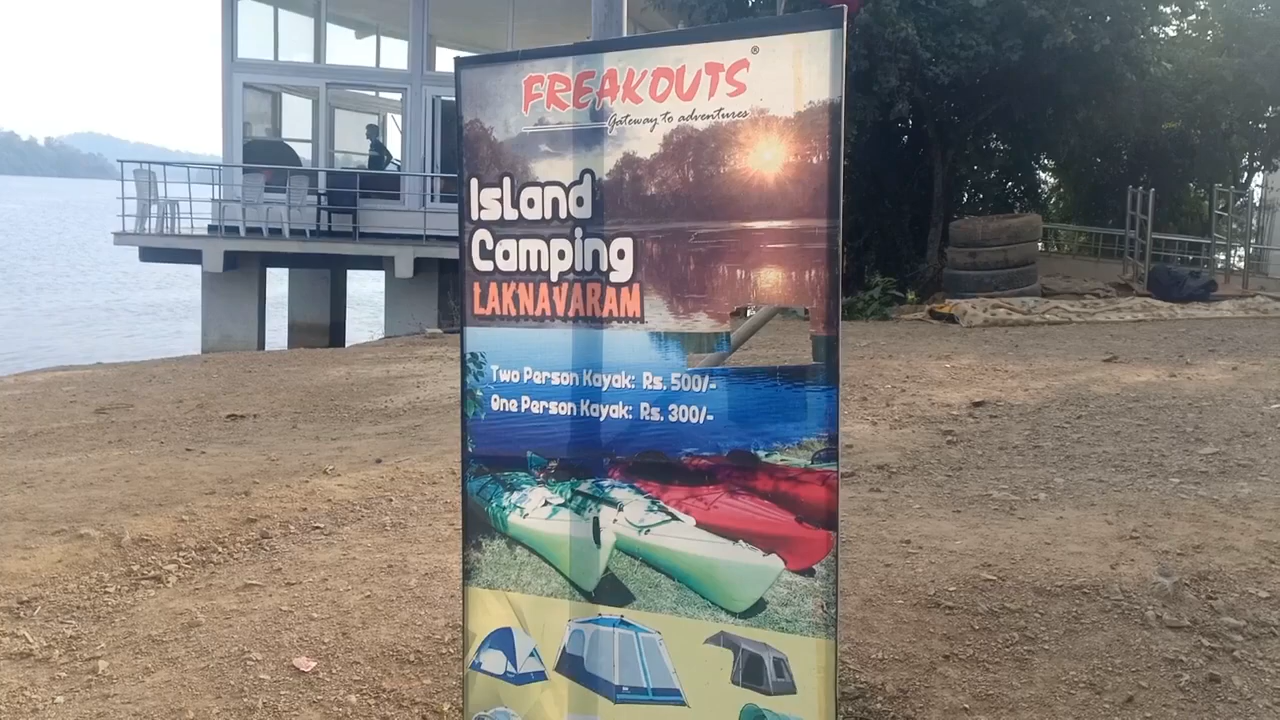 FREAKOUTS®
Gateway to adventures
Island
Camping
LAKNAVARAM
Two Person Kayak: Rs. 500/-
One Person Kayak: Rs. 300/-